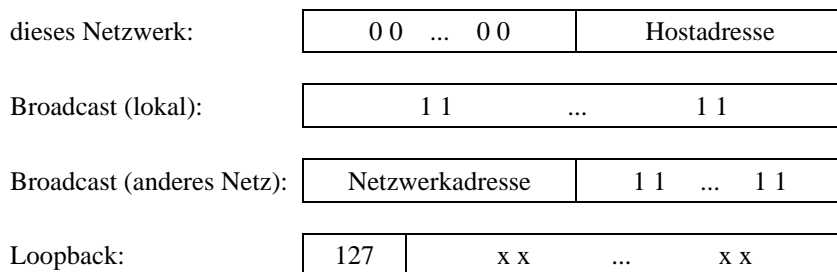 dieses Netzwerk: 0 0 ... 0 0 Hostadresse
Broadcast (lokal): 1 1 ... 1 1
Broadcast (anderes Netz): Netzwerkadresse 1 1 ... 1 1
Loopback: 127 x x ... x x